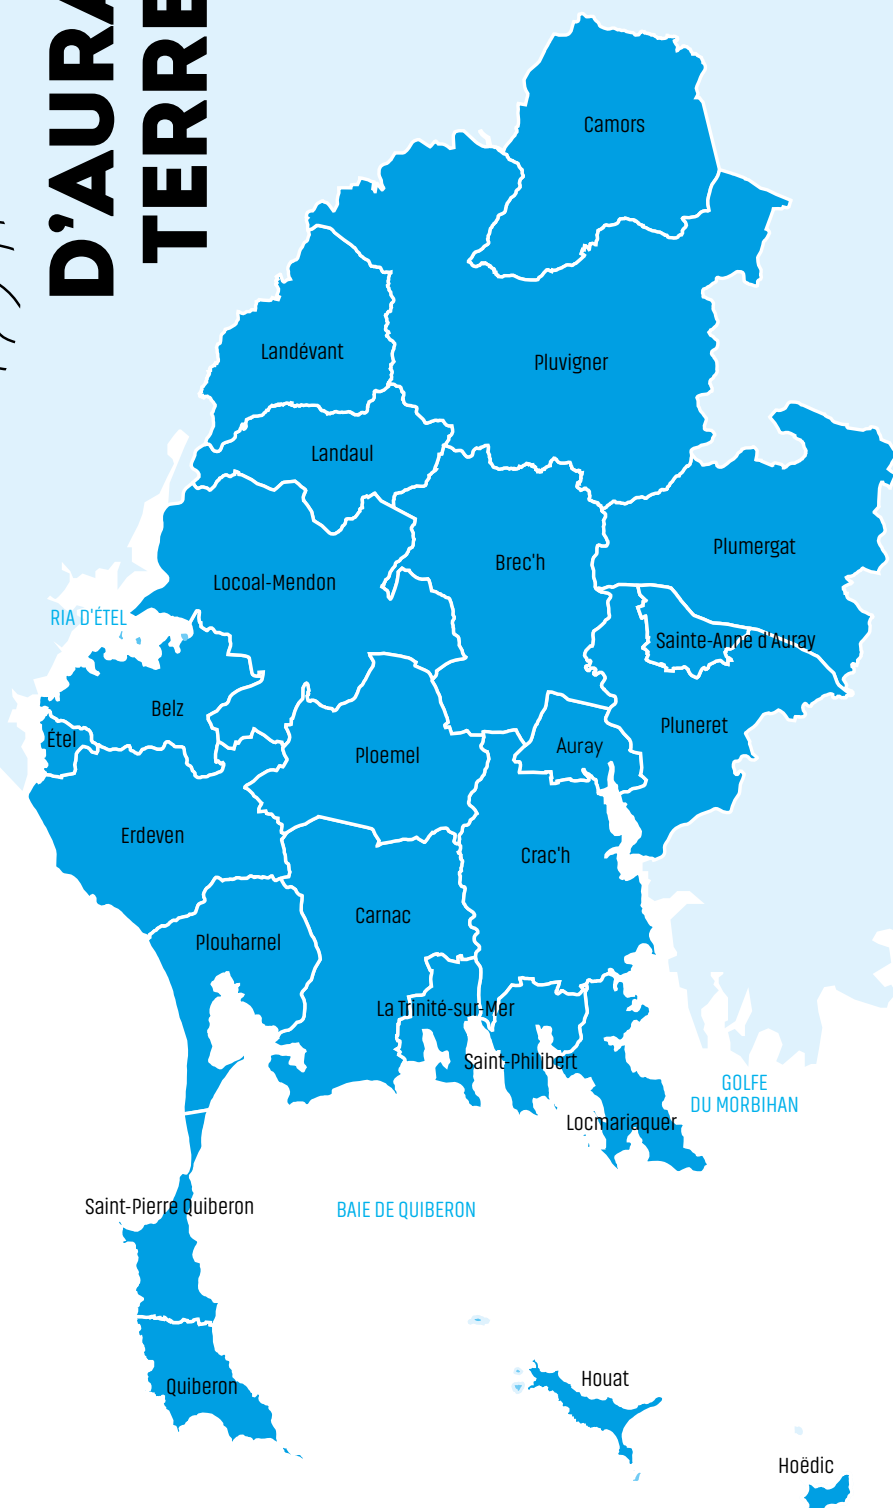 D'AURA
TERRE
Camors
Landévant
Pluvigner
Landaul
Plumergat
Brec'h
Locoal-Mendon
RIA D'ÉTEL
Sainte-Anne d'Auray
Belz
Pluneret
Étel
Auray
Ploemel
Erdeven
Crac'h
Carnac
Plouharnel
La Trinité-sur-Mer
Saint-Philibert
GOLFE
DU MORBIHAN
Locmariaquer
Saint-Pierre Quiberon
BAIE DE QUIBERON
Houat
Quiberon
Hoëdic